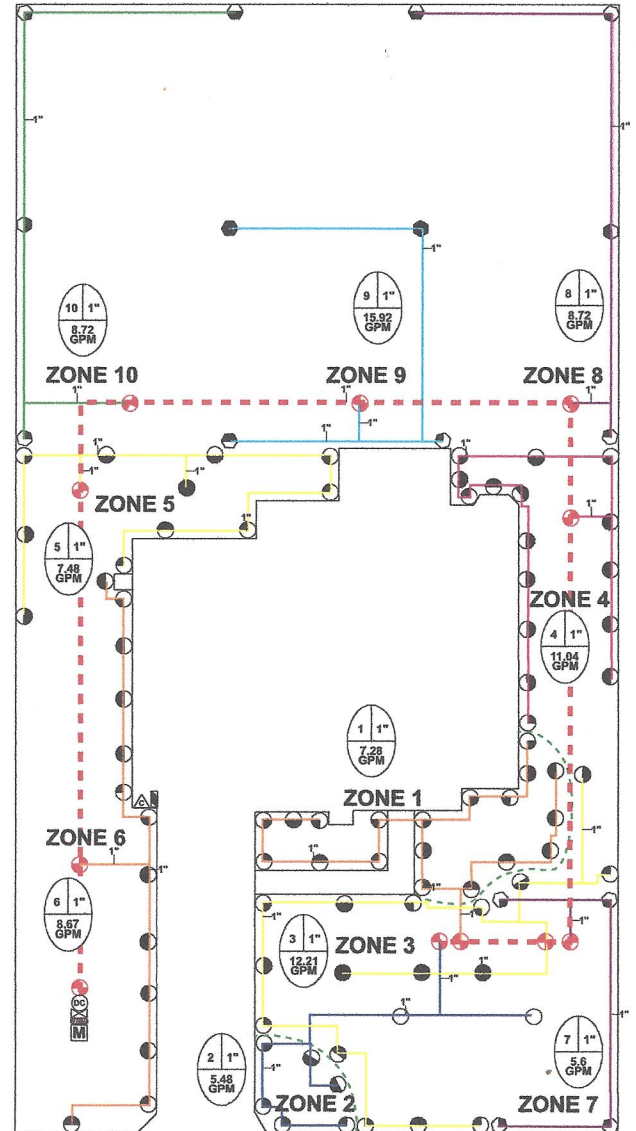 1"
1"
1"
10 1"
8.72
GPM
9 1"
15.92
GPM
8 1"
8.72
GPM
ZONE 10
ZONE 9
ZONE 8
1"
1"
1"
1"
1"
1"
1"
1"
ZONE 5
1"
5 1"
7.48
GPM
ZONE 4
4 1"
11.04
GPM
1 1"
7.28
GPM
C
ZONE 1
ZONE 6
1"
1"
1"
1"
1"
6 1"
8.67
GPM
1"
3 1"
12.21
GPM
ZONE 3
1"
1"
1"
DC
M
1"
1"
2 1"
5.48
GPM
1"
7 1"
5.6
GPM
ZONE 2
ZONE 7